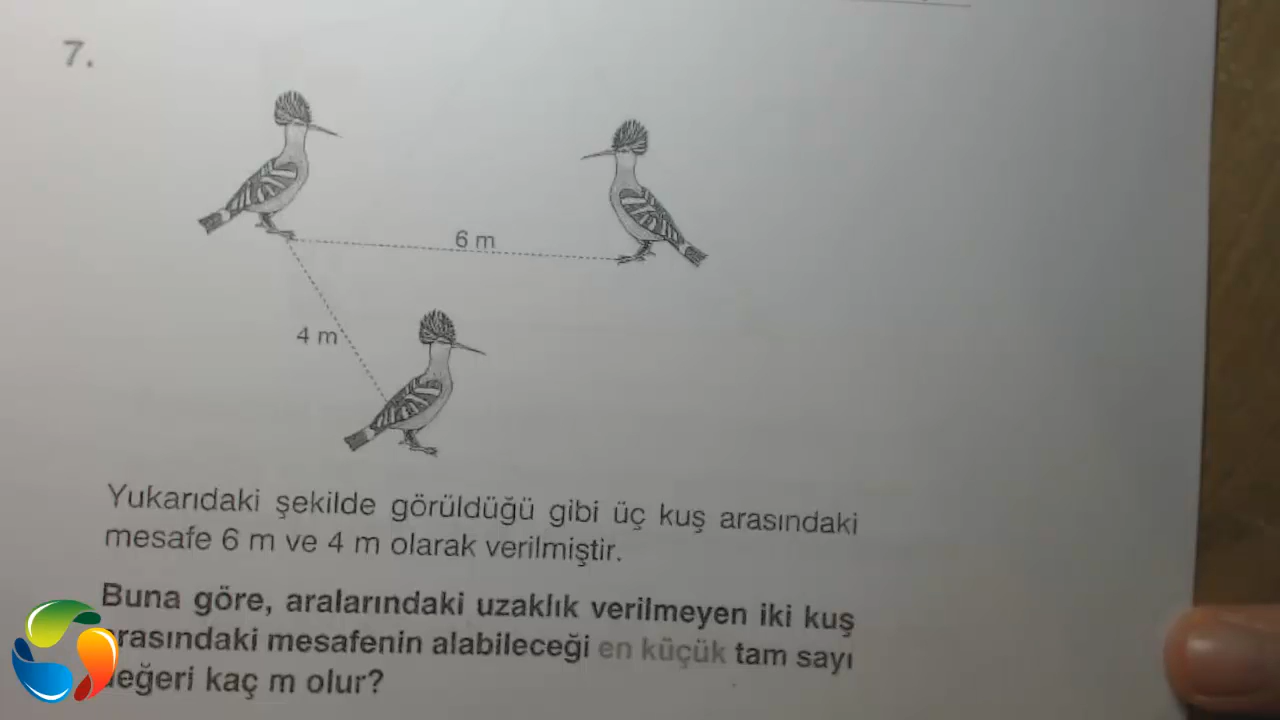 7.
6 m
4 m
Yukarıdaki şekilde görüldüğü gibi üç kuş arasındaki
mesafe 6 m ve 4 m olarak verilmiştir.
Buna göre, aralarındaki uzaklık verilmeyen iki kuş
arasındaki mesafenin alabileceği en küçük tam sayı
değeri kaç m olur?